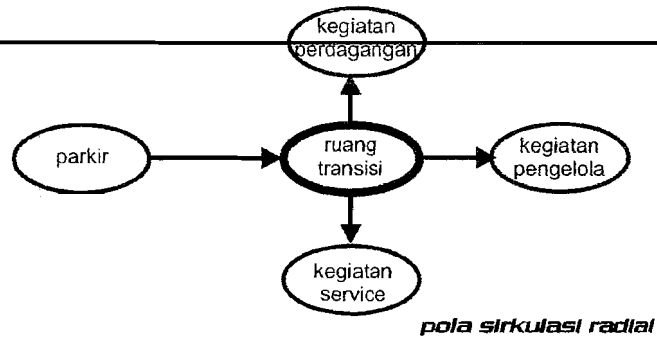 kegiatan
perdagangan
parkir
ruang
transisi
kegiatan
pengelola
kegiatan
service
pola sirkulasi radial